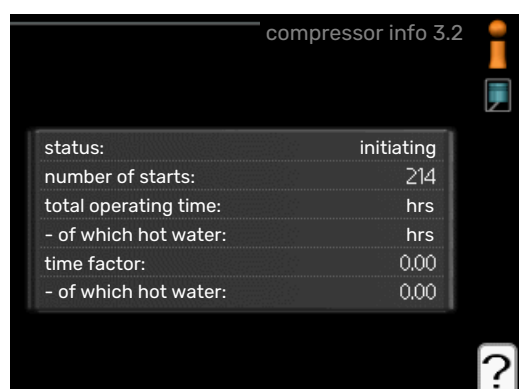 compressor info 3.2
status: initiating
number of starts: 214
total operating time: hrs
- of which hot water: hrs
time factor: 0.00
- of which hot water: 0.00
?